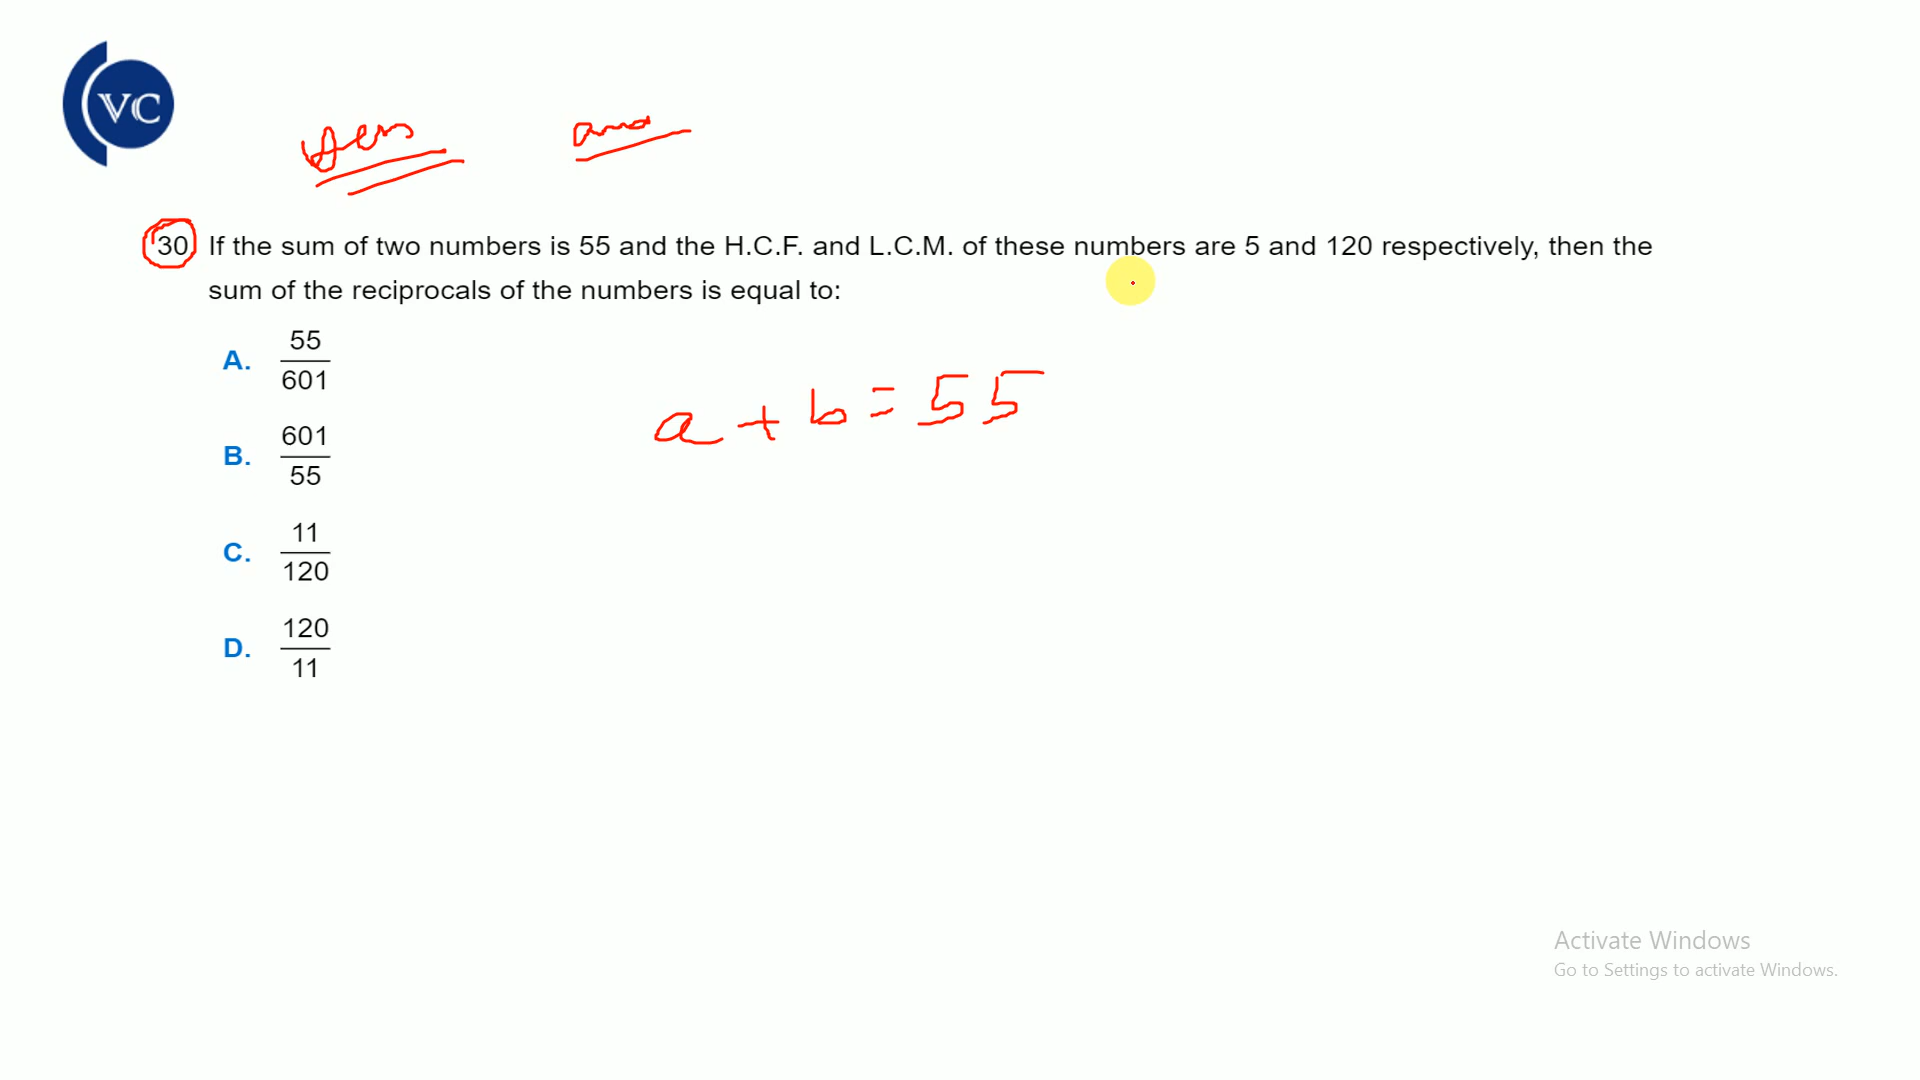 VC
30 If the sum of two numbers is 55 and the H.C.F. and L.C.M. of these numbers are 5 and 120 respectively, then the
sum of the reciprocals of the numbers is equal to:
A. 55/601
B. 601/55
C. 11/120
D. 120/11
a + b = 55
Activate Windows
Go to Settings to activate Windows.